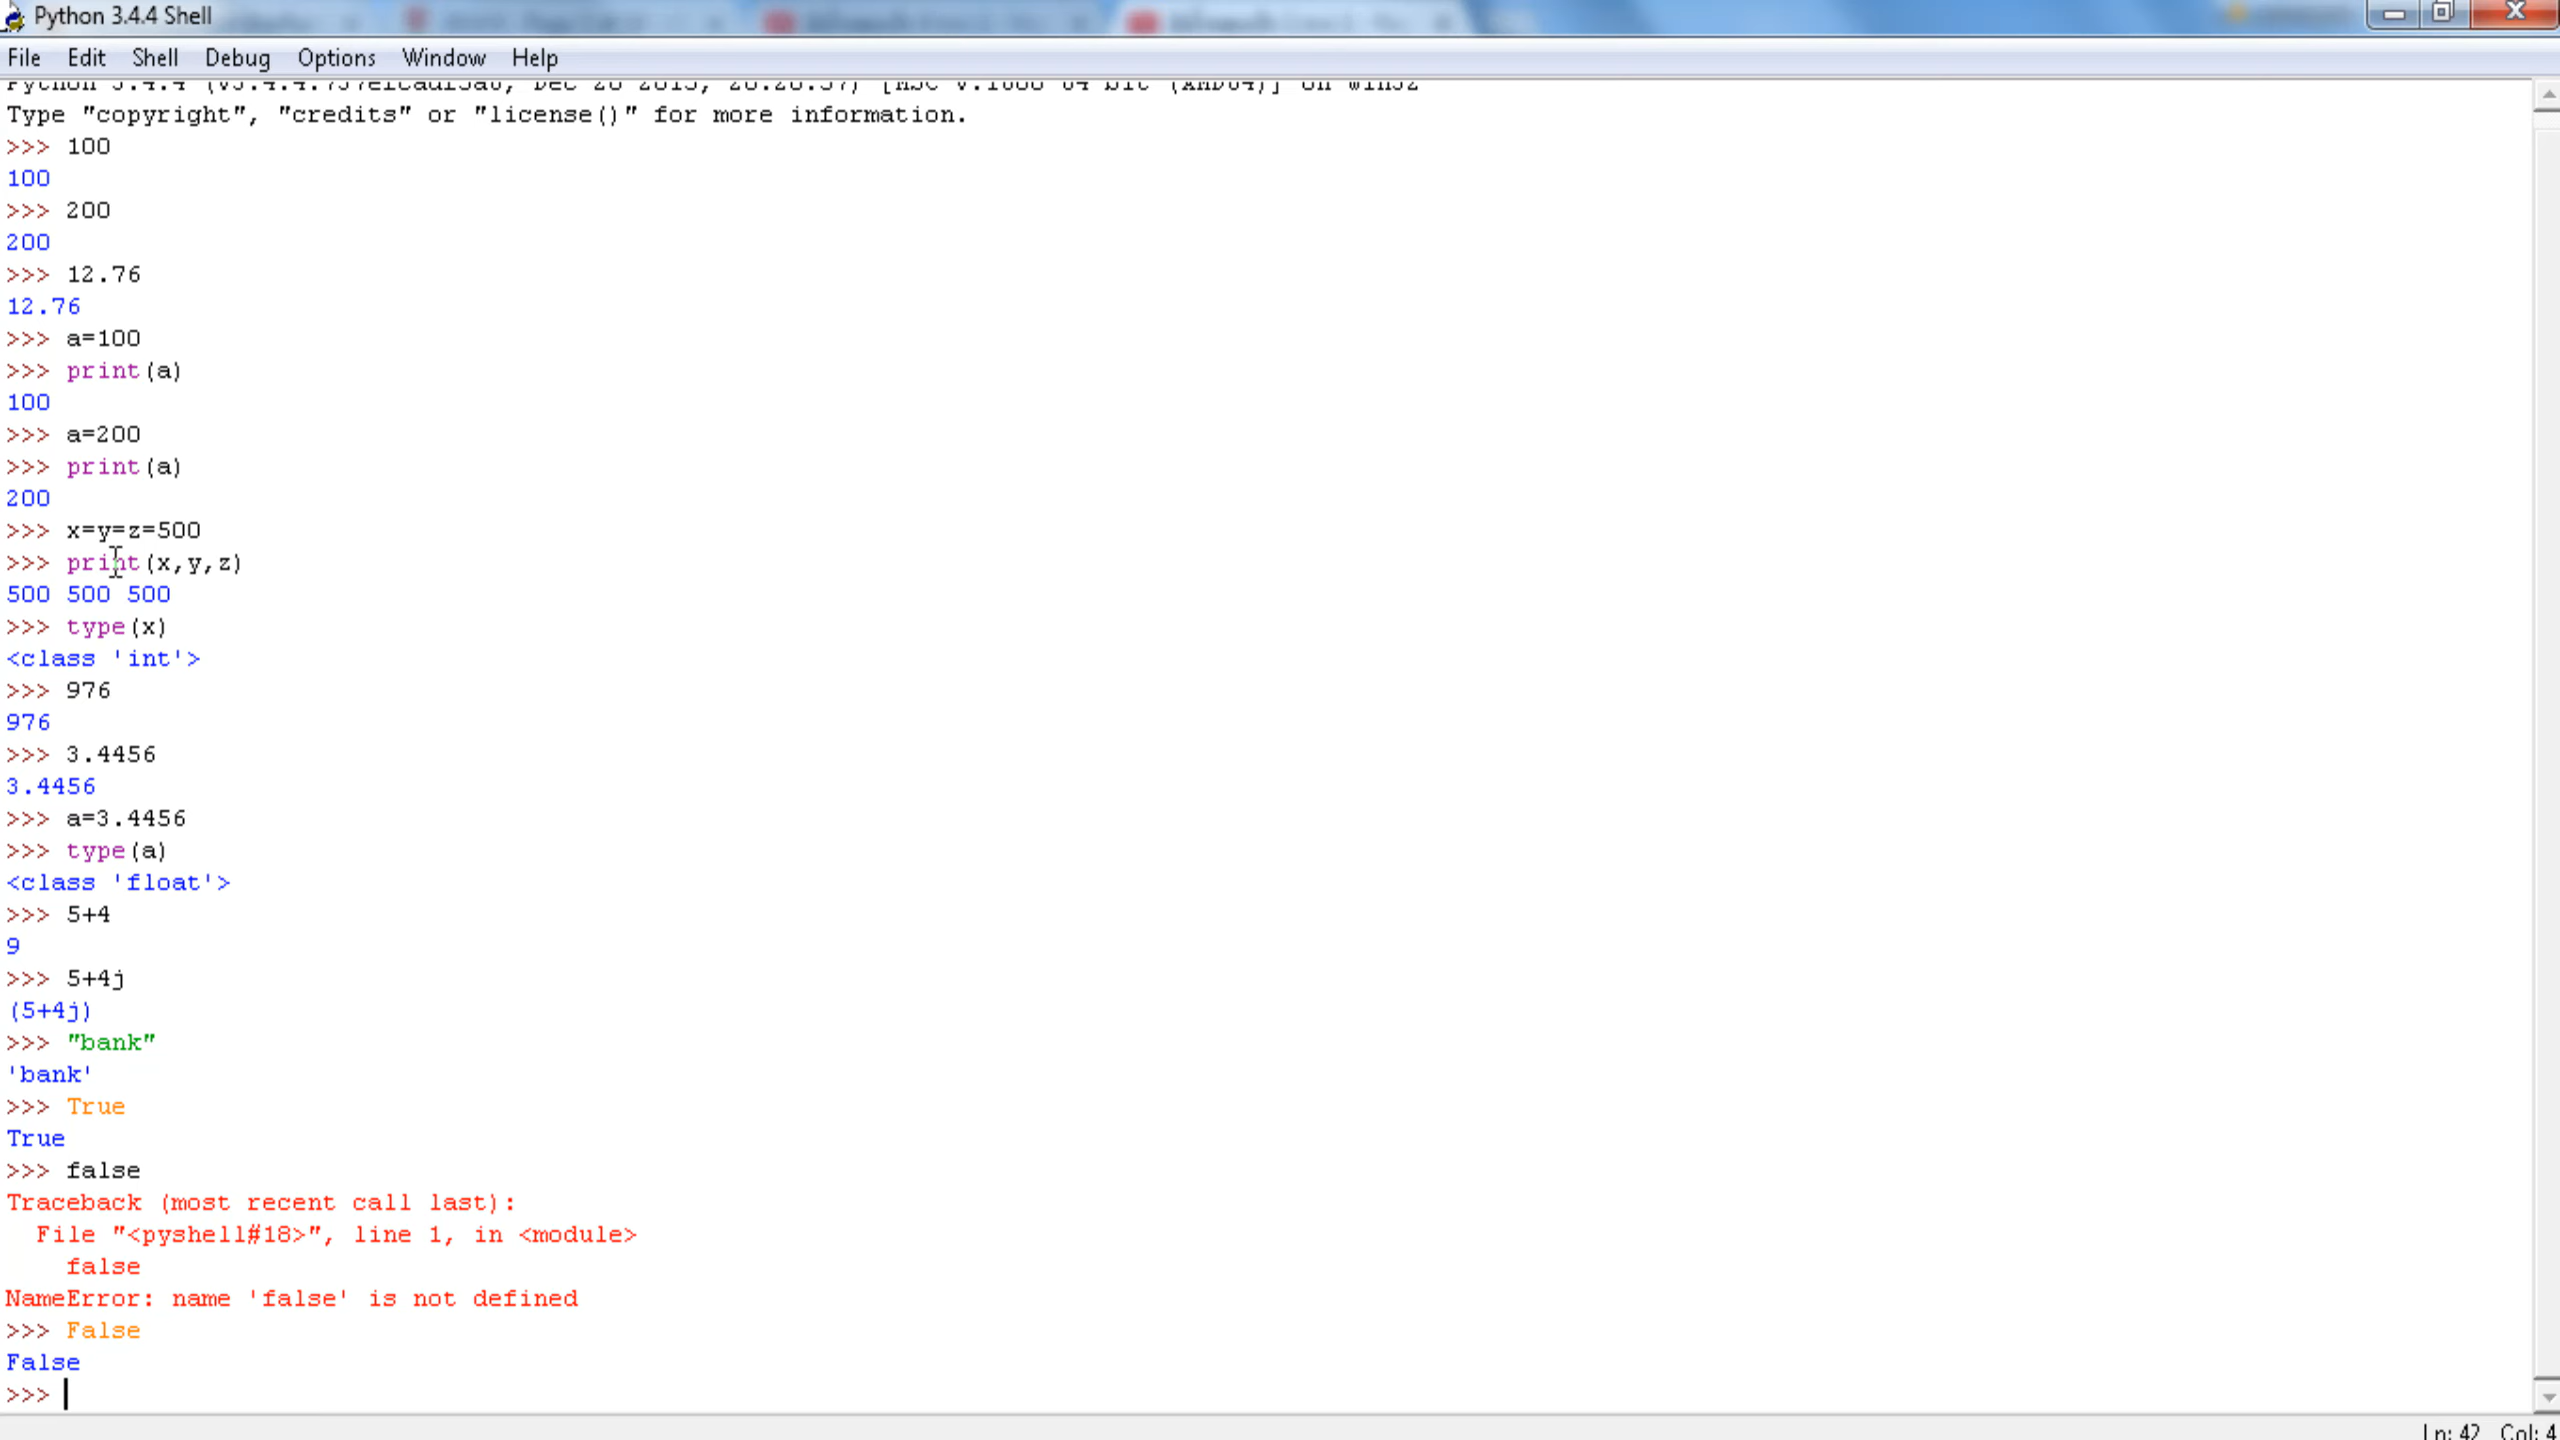 Python 3.4.4 Shell
File Edit Shell Debug Options Window Help
Type "copyright", "credits" or "license()" for more information.
>>> 100
100
>>> 200
200
>>> 12.76
12.76
>>> a=100
>>> print(a)
100
>>> a=200
>>> print(a)
200
>>> x=y=z=500
>>> print(x,y,z)
500 500 500
>>> type(x)
<class 'int'>
>>> 976
976
>>> 3.4456
3.4456
>>> a=3.4456
>>> type(a)
<class 'float'>
>>> 5+4
9
>>> 5+4j
(5+4j)
>>> "bank"
'bank'
>>> True
True
>>> false
Traceback (most recent call last):
  File "<pyshell#18>", line 1, in <module>
    false
NameError: name 'false' is not defined
>>> False
False
>>>
Ln: 42 Col: 4